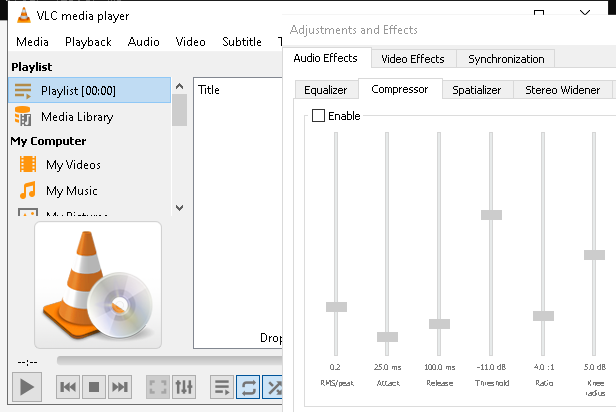 VLC media player
Media Playback Audio Video Subtitle T
Playlist
Playlist [00:00]
Media Library
My Computer
My Videos
My Music
My Pictures
Title
Drop
--:--
Adjustments and Effects
Audio Effects Video Effects Synchronization
Equalizer Compressor Spatializer Stereo Widener
Enable
0.2 25.0 ms 100.0 ms -11.0 dB 4.0 :1 5.0 dB
RMS/peak Attack Release Threshold Ratio Knee
radius